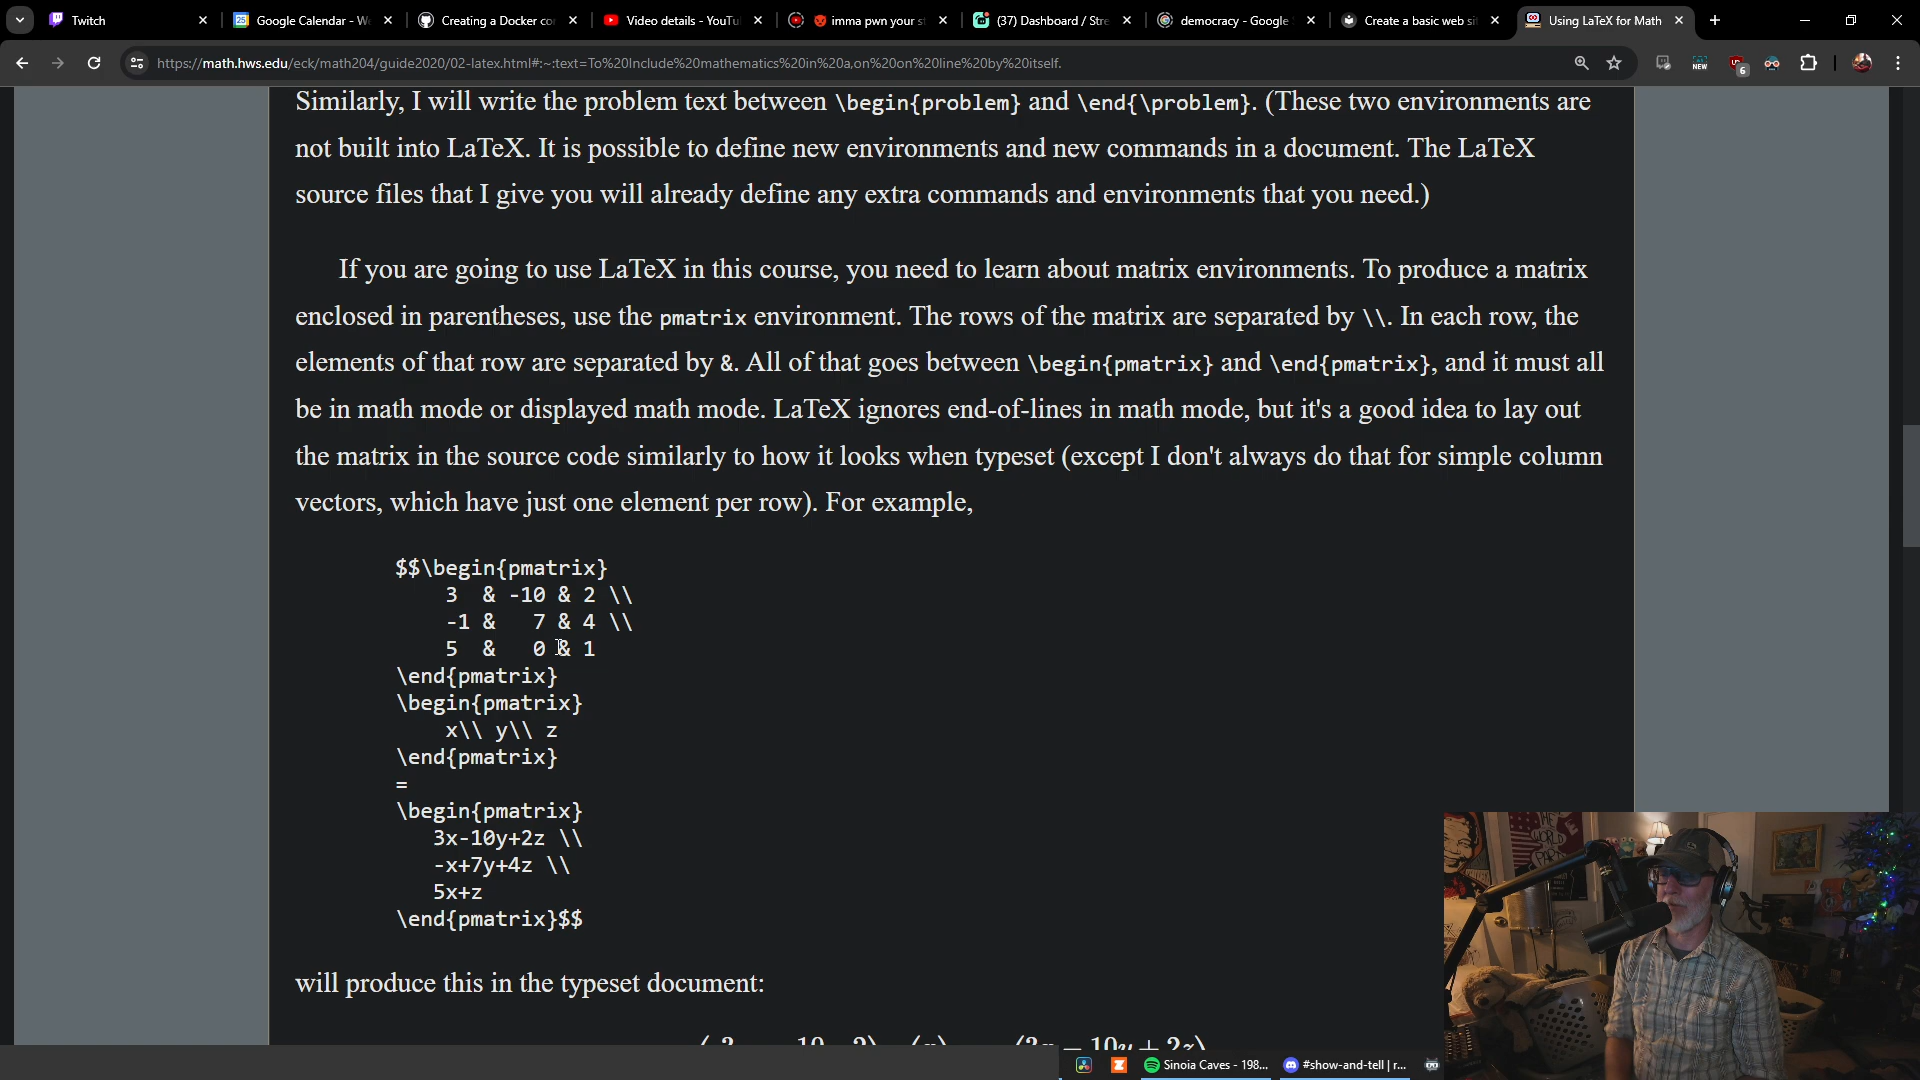 Twitch
Google Calendar - We
Creating a Docker co
Video details - YouTu
imma pwn your s
(37) Dashboard / Stre
democracy - Google
Create a basic web si
Using LaTeX for Math
https://math.hws.edu/eck/math204/guide2020/02-latex.html#:~:text=To%20Include%20mathematics%20in%20a,on%20on%20line%20by%20itself.
NEW
6
Similarly, I will write the problem text between \begin{problem} and \end{\problem}. (These two environments are
not built into LaTeX. It is possible to define new environments and new commands in a document. The LaTeX
source files that I give you will already define any extra commands and environments that you need.)
If you are going to use LaTeX in this course, you need to learn about matrix environments. To produce a matrix
enclosed in parentheses, use the pmatrix environment. The rows of the matrix are separated by \\. In each row, the
elements of that row are separated by &. All of that goes between \begin{pmatrix} and \end{pmatrix}, and it must all
be in math mode or displayed math mode. LaTeX ignores end-of-lines in math mode, but it's a good idea to lay out
the matrix in the source code similarly to how it looks when typeset (except I don't always do that for simple column
vectors, which have just one element per row). For example,
$$\begin{pmatrix}
3 & -10 & 2 \\
-1 & 7 & 4 \\
5 & 0 & 1
\end{pmatrix}
\begin{pmatrix}
x\\ y\\ z
\end{pmatrix}
=
\begin{pmatrix}
3x-10y+2z \\
-x+7y+4z \\
5x+z
\end{pmatrix}$$
will produce this in the typeset document:
Sinoia Caves - 198...
#show-and-tell | r...